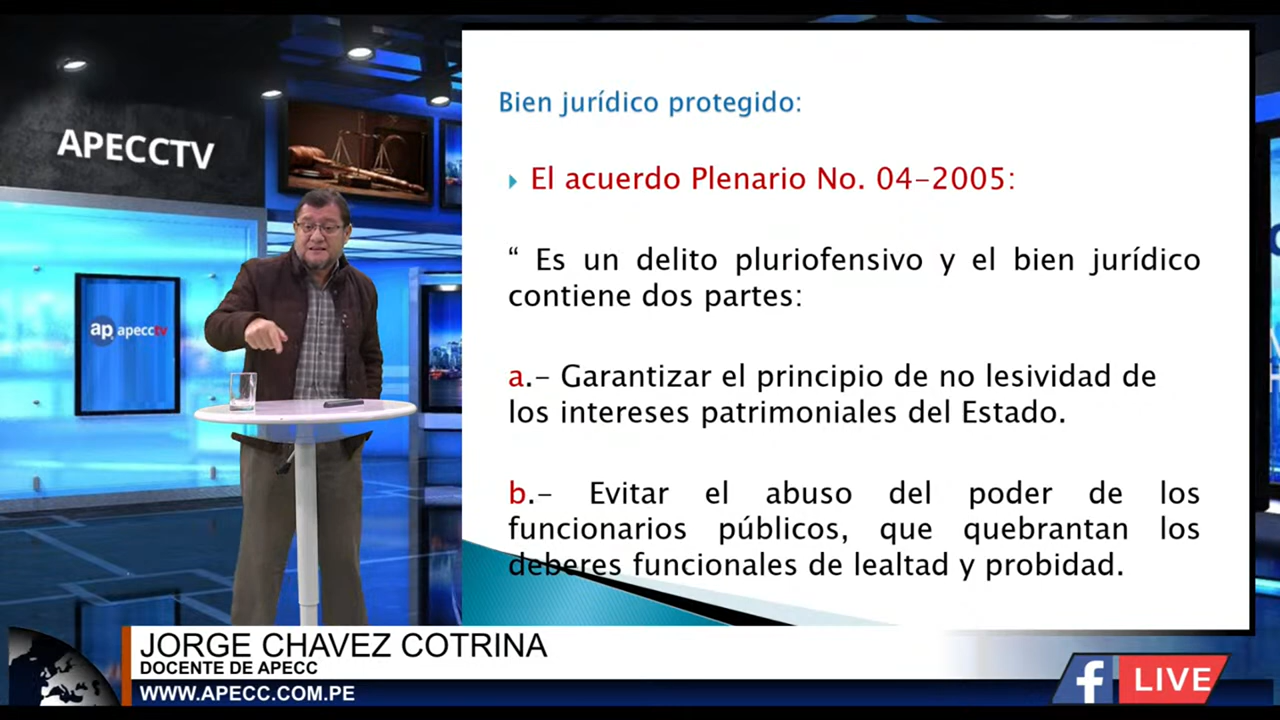 APECCTV
ap apecctv
Bien jurídico protegido:
El acuerdo Plenario No. 04-2005:
“ Es un delito pluriofensivo y el bien jurídico
contiene dos partes:
a.- Garantizar el principio de no lesividad de
los intereses patrimoniales del Estado.
b.- Evitar el abuso del poder de los
funcionarios públicos, que quebrantan los
deberes funcionales de lealtad y probidad.
JORGE CHAVEZ COTRINA
DOCENTE DE APECC
WWW.APECC.COM.PE
f LIVE